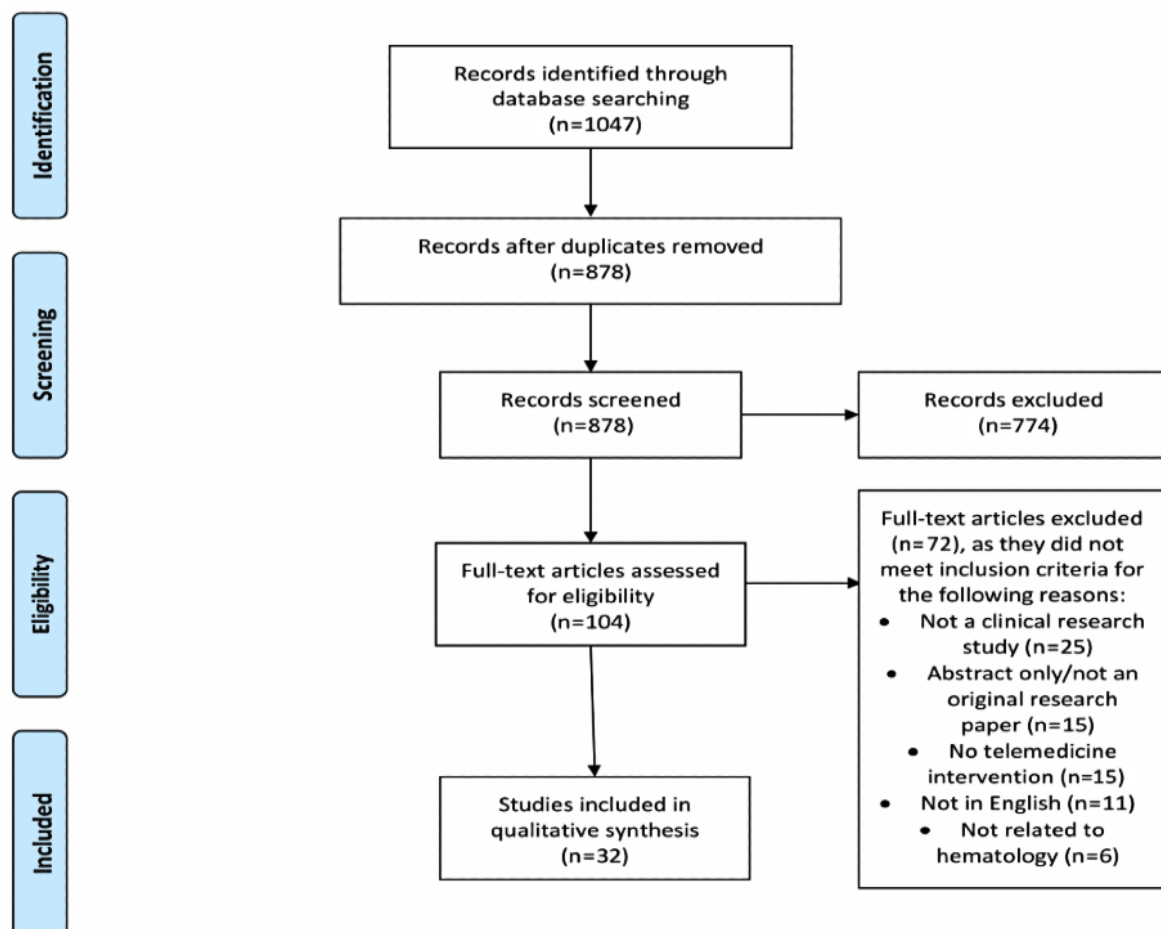 Identification
Records identified through
database searching
(n=1047)
Records after duplicates removed
(n=878)
Screening
Records screened
(n=878)
Records excluded
(n=774)
Eligibility
Full-text articles assessed
for eligibility
(n=104)
Full-text articles excluded
(n=72), as they did not
meet inclusion criteria for
the following reasons:
• Not a clinical research
study (n=25)
• Abstract only/not an
original research
paper (n=15)
• No telemedicine
intervention (n=15)
• Not in English (n=11)
• Not related to
hematology (n=6)
Included
Studies included in
qualitative synthesis
(n=32)